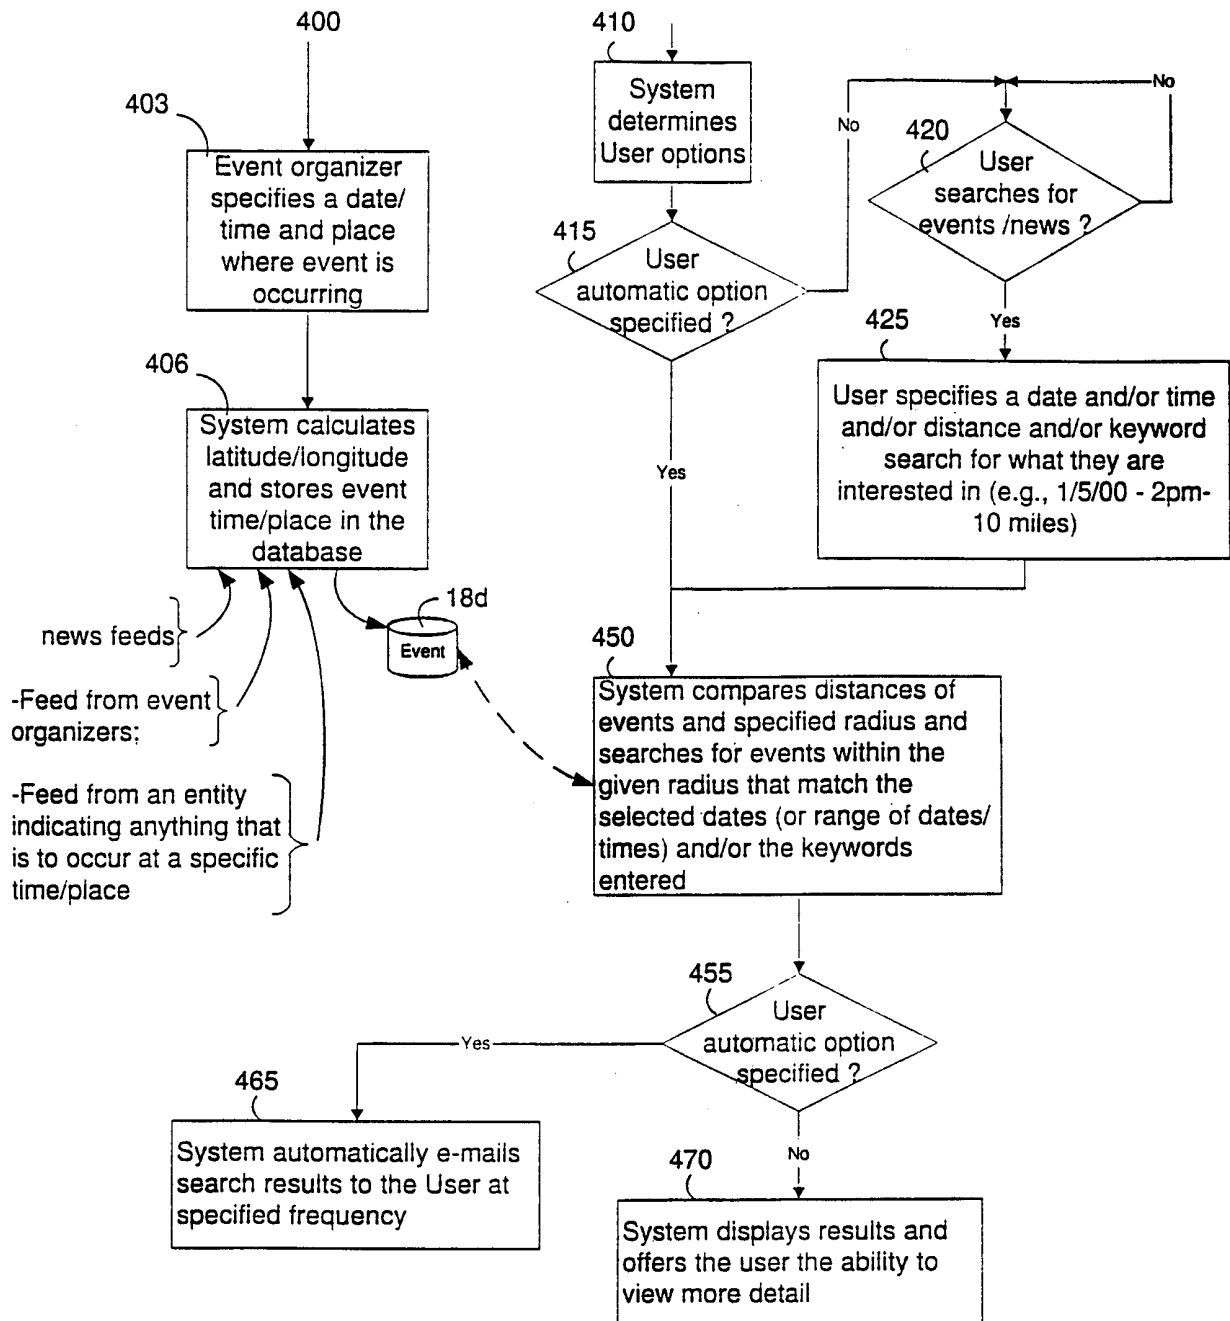 400
403
Event organizer
specifies a date/
time and place
where event is
occurring
406
System calculates
latitude/longitude
and stores event
time/place in the
database
news feeds
-Feed from event
organizers;
-Feed from an entity
indicating anything that
is to occur at a specific
time/place
18d
Event
410
System
determines
User options
415
User
automatic option
specified ?
No
Yes
420
User
searches for
events /news ?
No
Yes
425
User specifies a date and/or time
and/or distance and/or keyword
search for what they are
interested in (e.g., 1/5/00 - 2pm-
10 miles)
450
System compares distances of
events and specified radius and
searches for events within the
given radius that match the
selected dates (or range of dates/
times) and/or the keywords
entered
455
User
automatic option
specified ?
Yes
No
465
System automatically e-mails
search results to the User at
specified frequency
470
System displays results and
offers the user the ability to
view more detail